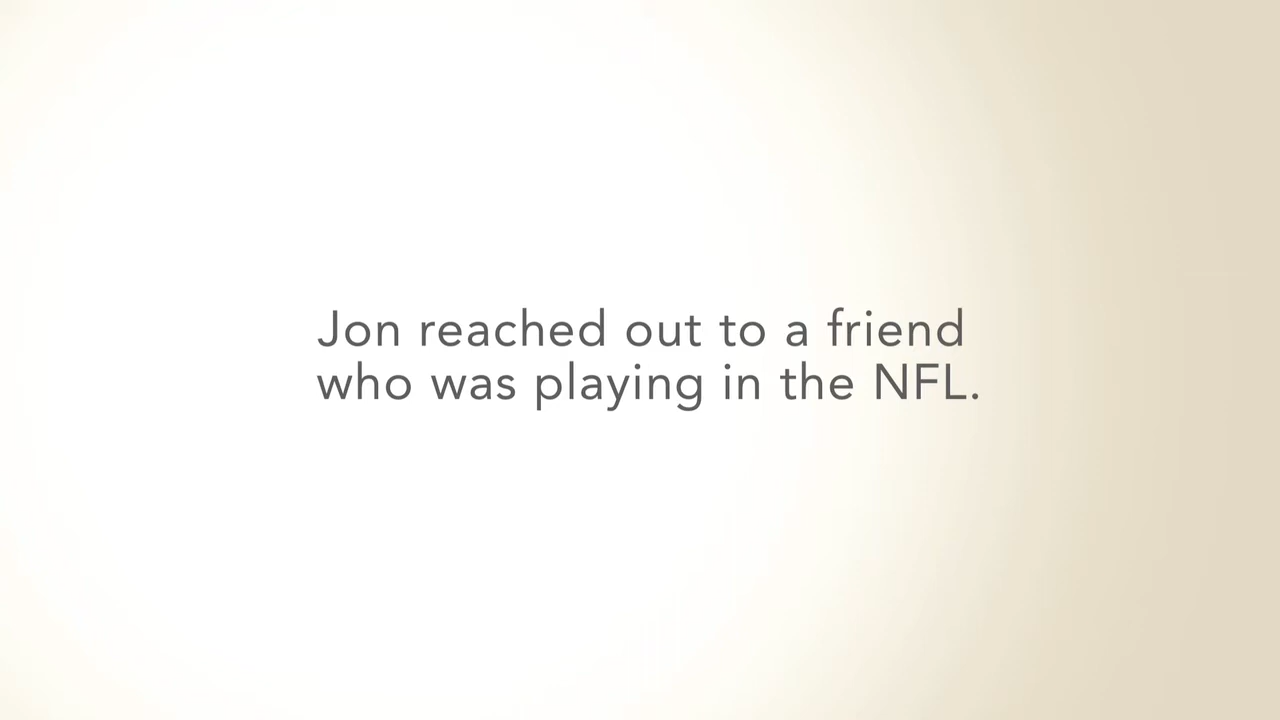 Jon reached out to a friend
who was playing in the NFL.